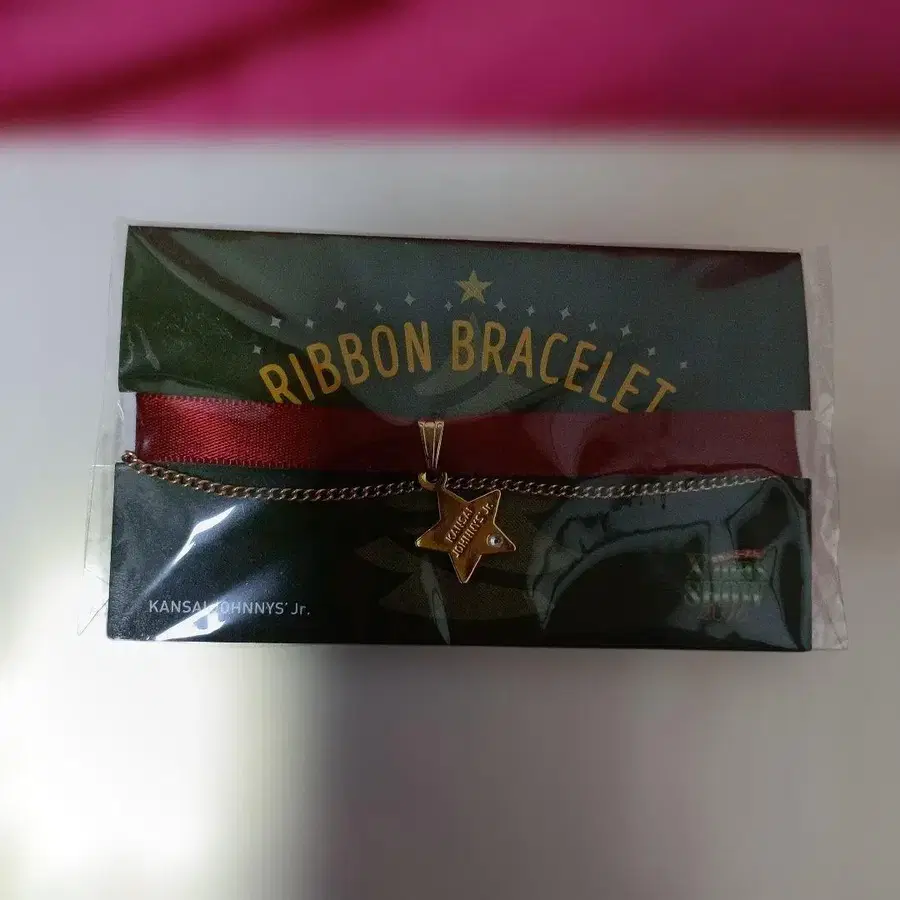 RIBBON BRACELET
KANSAI
JOHNNYS' Jr.
KANSAI JOHNNYS' Jr.